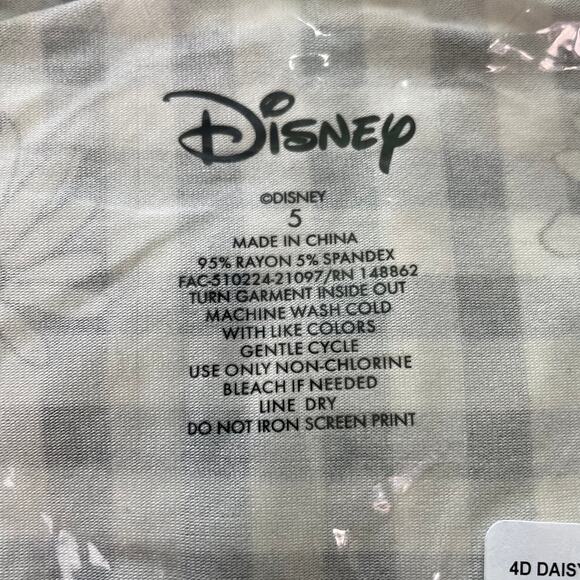 Disney
©DISNEY
5
MADE IN CHINA
95% RAYON 5% SPANDEX
FAC-510224-21097/RN 148862
TURN GARMENT INSIDE OUT
MACHINE WASH COLD
WITH LIKE COLORS
GENTLE CYCLE
USE ONLY NON-CHLORINE
BLEACH IF NEEDED
LINE DRY
DO NOT IRON SCREEN PRINT
4D DAISY